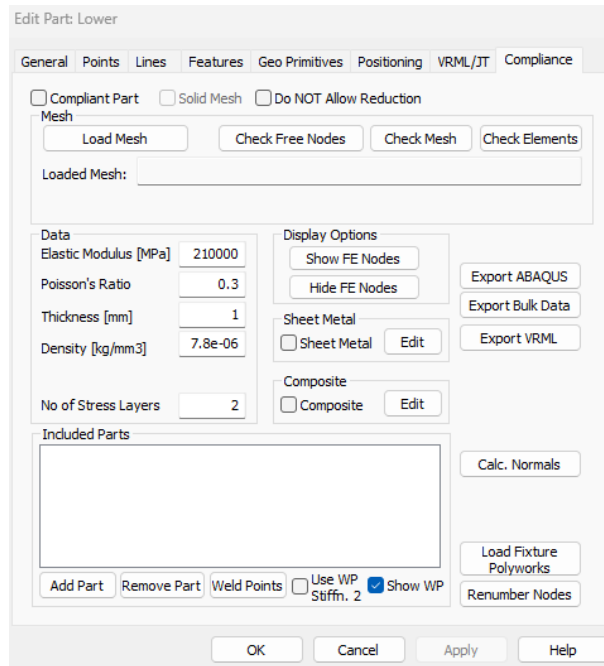 Edit Part: Lower
General Points Lines Features Geo Primitives Positioning VRML/JT Compliance
Compliant Part Solid Mesh Do NOT Allow Reduction
Mesh
Load Mesh Check Free Nodes Check Mesh Check Elements
Loaded Mesh:
Data
Elastic Modulus [MPa] 210000
Poisson's Ratio 0.3
Thickness [mm] 1
Density [kg/mm3] 7.8e-06
No of Stress Layers 2
Display Options
Show FE Nodes
Hide FE Nodes
Sheet Metal
Sheet Metal Edit
Composite
Composite Edit
Export ABAQUS
Export Bulk Data
Export VRML
Included Parts
Calc. Normals
Load Fixture
Polyworks
Renumber Nodes
Add Part Remove Part Weld Points Use WP
Stiffn. 2 Show WP
OK Cancel Apply Help